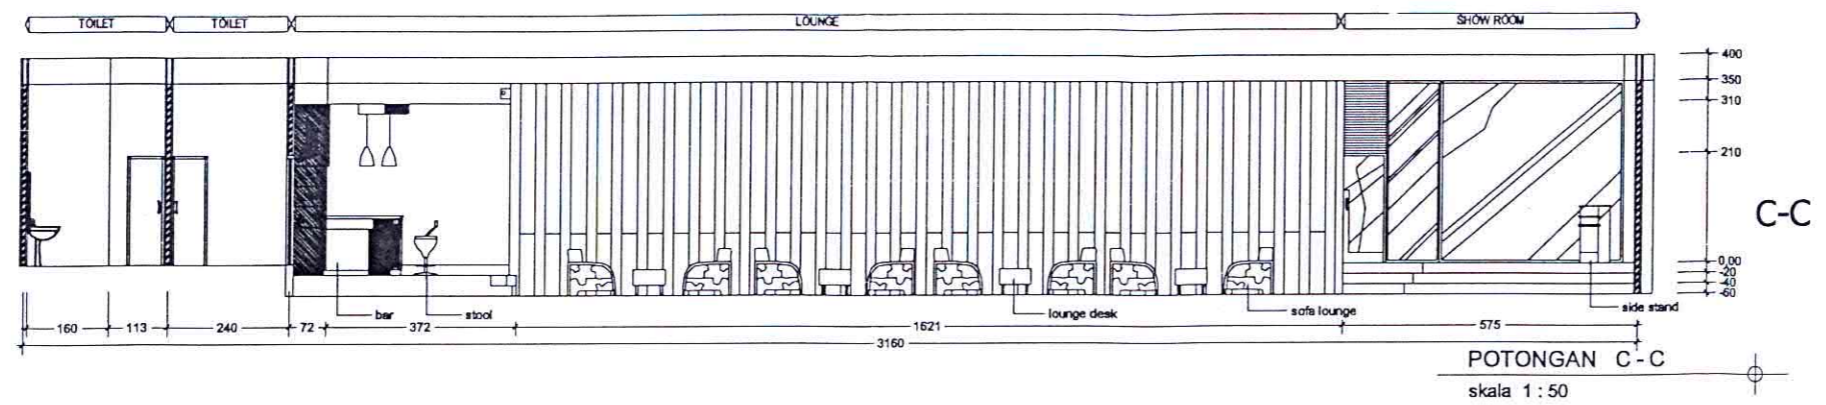 TOILET TOILET LOUNGE SHOW ROOM
400
350
310
210
C-C
0,00
-20
-40
-60
bar stool lounge desk sofa lounge side stand
160 113 240 72 372 1621 575
3160
POTONGAN C - C
skala 1 : 50